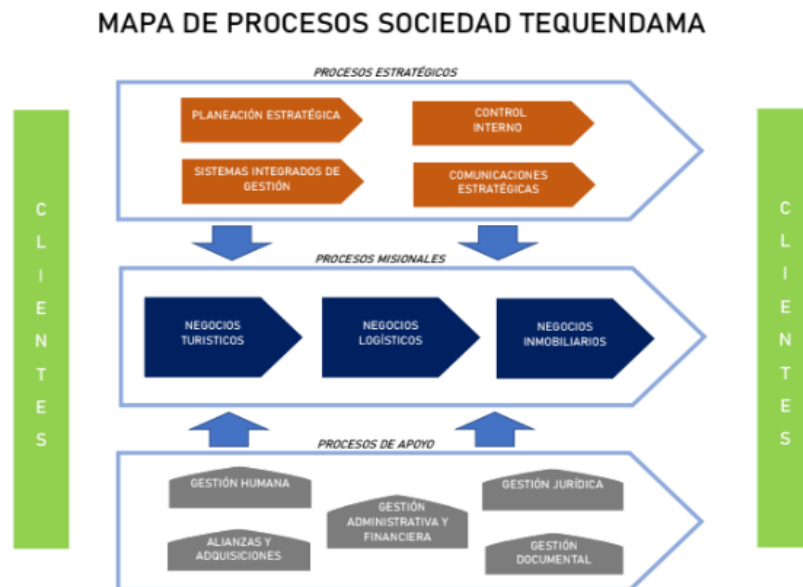 MAPA DE PROCESOS SOCIEDAD TEQUENDAMA
PROCESOS ESTRATÉGICOS
PLANEACIÓN ESTRATÉGICA
CONTROL
INTERNO
SISTEMAS INTEGRADOS DE
GESTIÓN
COMUNICACIONES
ESTRATÉGICAS
CLIENTES
PROCESOS MISIONALES
NEGOCIOS
TURISTICOS
NEGOCIOS
LOGÍSTICOS
NEGOCIOS
INMOBILIARIOS
CLIENTES
PROCESOS DE APOYO
GESTIÓN HUMANA
GESTIÓN
ADMINISTRATIVA Y
FINANCIERA
GESTIÓN JURÍDICA
ALIANZAS Y
ADQUISICIONES
GESTIÓN
DOCUMENTAL